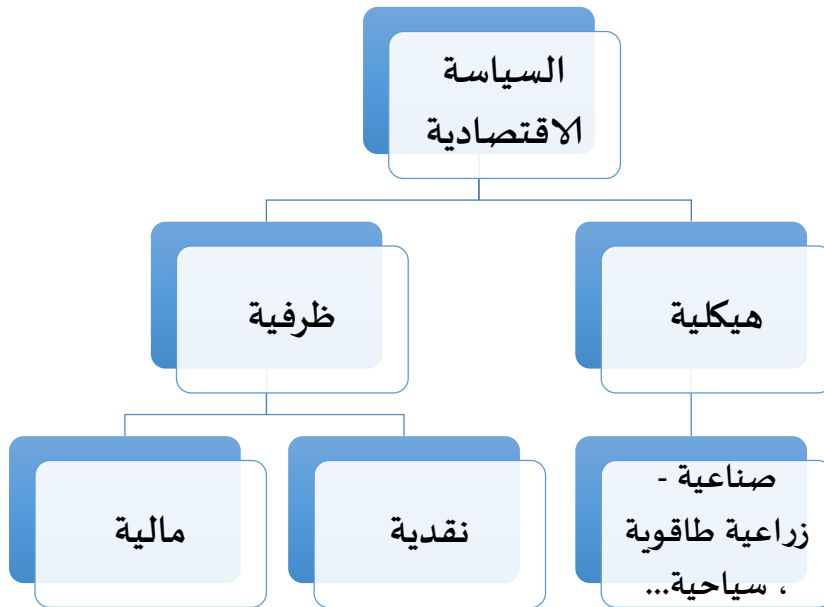 السياسة
الاقتصادية
هيكلية
ظرفية
صناعية -
زراعية طاقوية
، سياحية...
نقدية
مالية